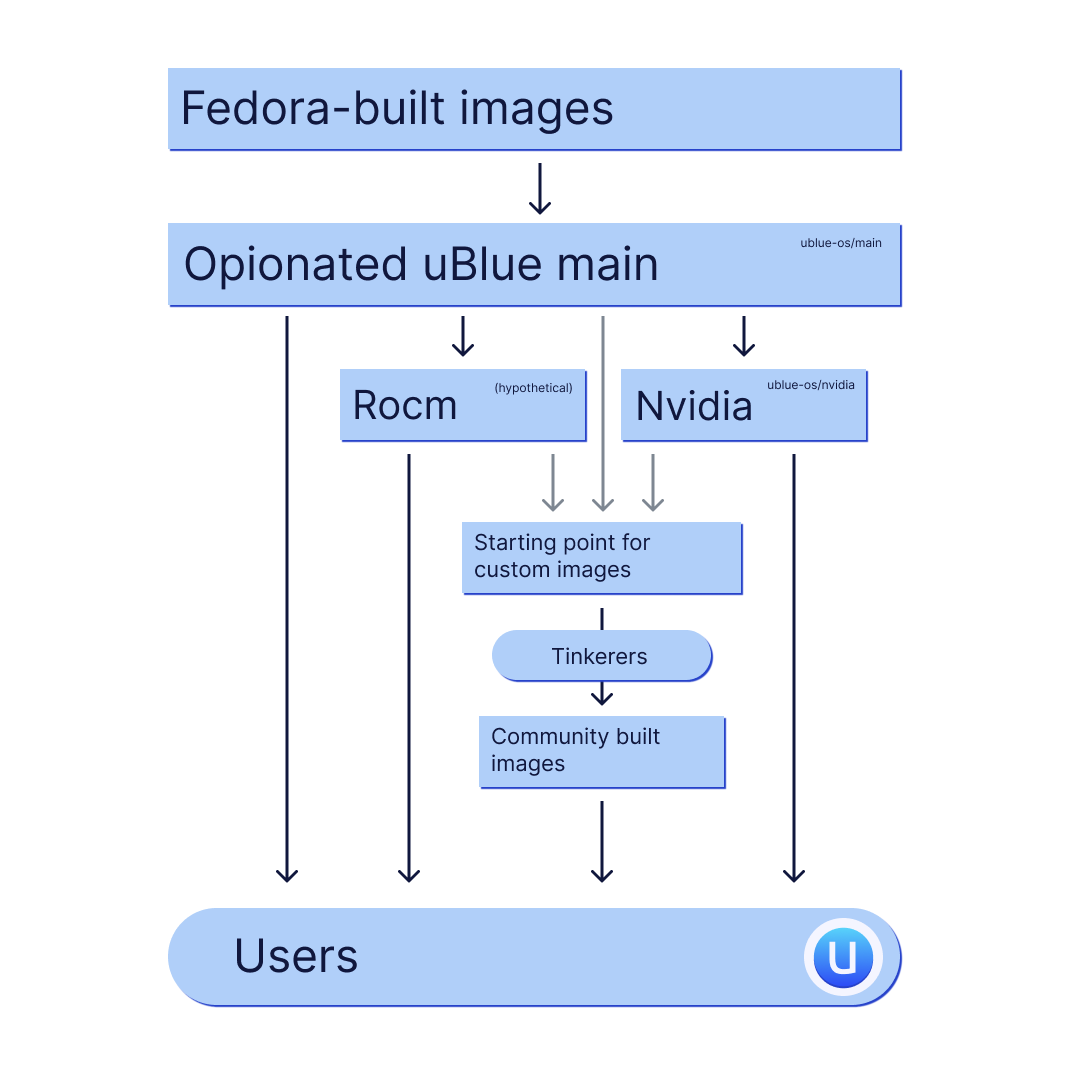 Fedora-built images
Opionated uBlue main
ublue-os/main
Rocm
(hypothetical)
Nvidia
ublue-os/nvidia
Starting point for
custom images
Tinkerers
Community built
images
Users
U